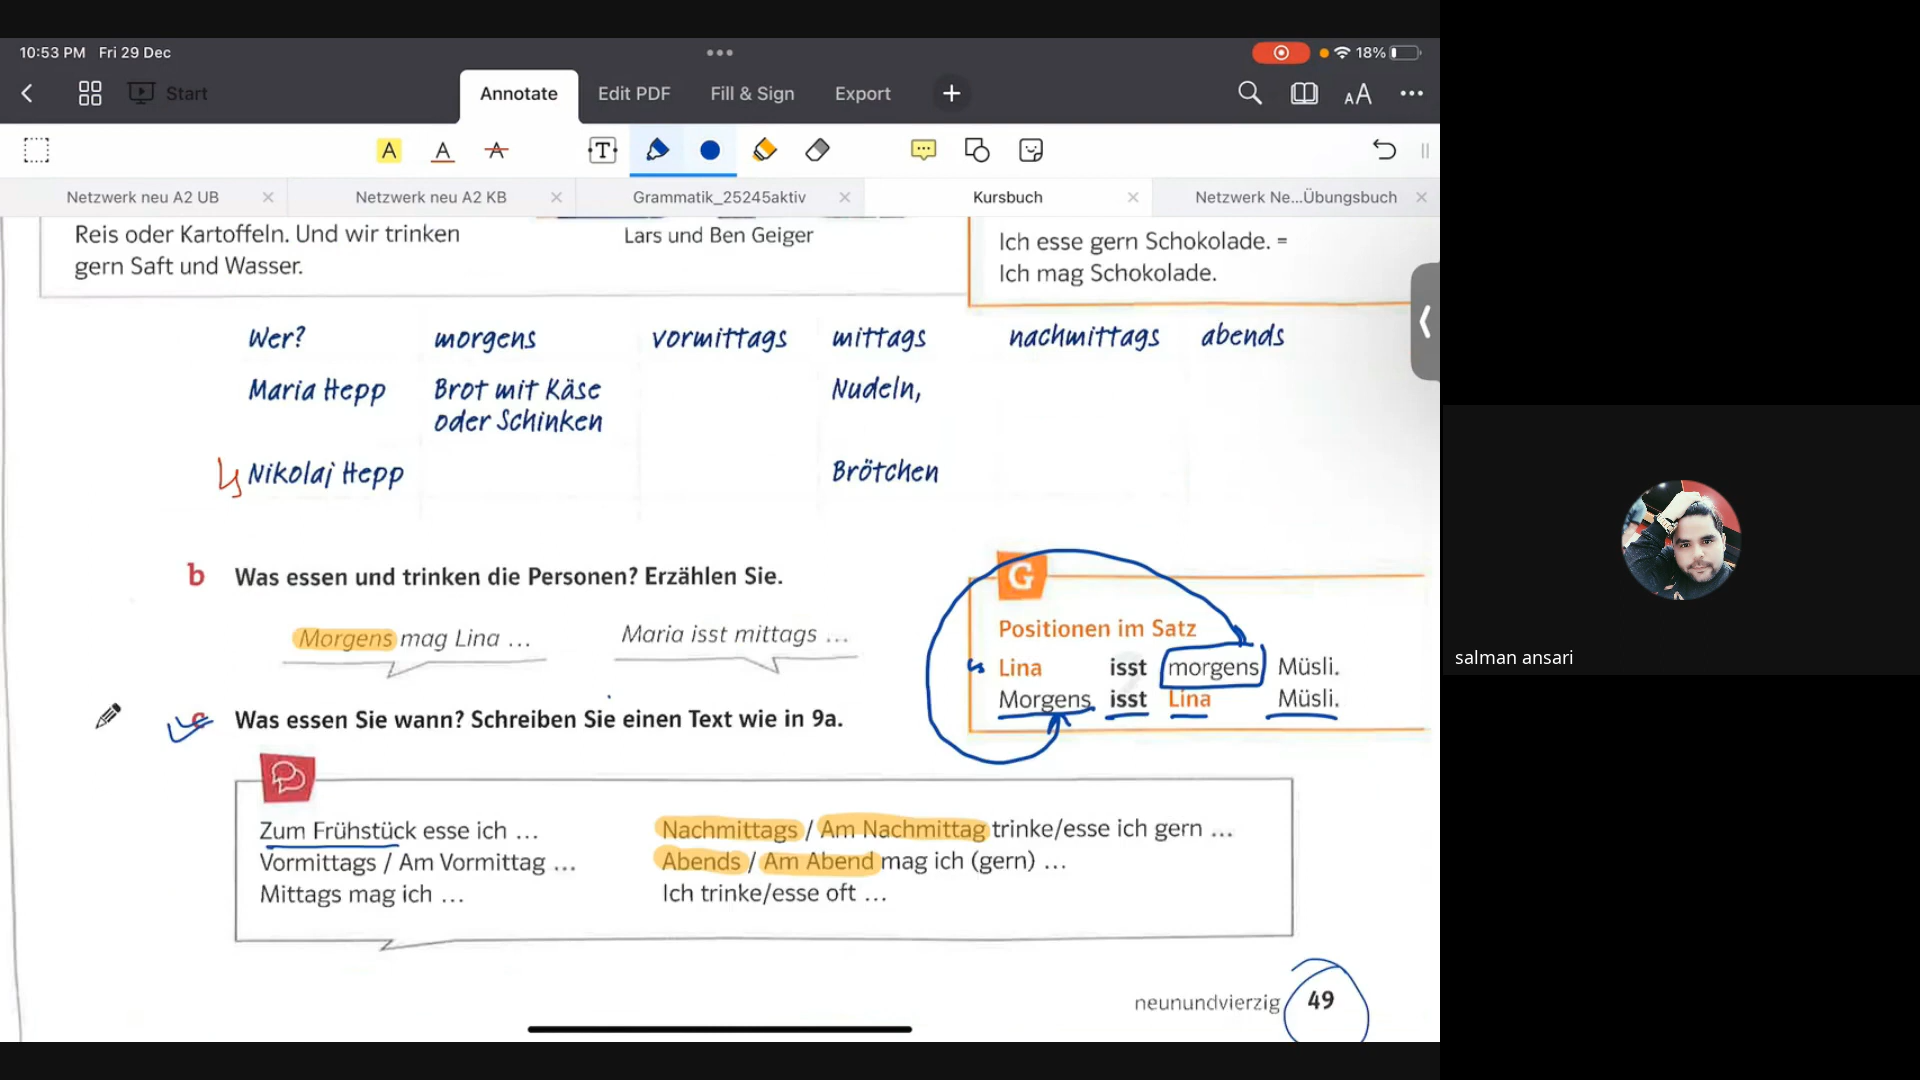 10:53 PM Fri 29 Dec
18%
Start
Annotate
Edit PDF
Fill & Sign
Export
Netzwerk neu A2 UB
Netzwerk neu A2 KB
Grammatik_25245aktiv
Kursbuch
Netzwerk Ne...Übungsbuch
Reis oder Kartoffeln. Und wir trinken
gern Saft und Wasser.
Lars und Ben Geiger
Ich esse gern Schokolade. =
Ich mag Schokolade.
Wer? morgens vormittags mittags nachmittags abends
Maria Hepp Brot mit Käse Nudeln,
oder Schinken
Nikolaj Hepp Brötchen
b Was essen und trinken die Personen? Erzählen Sie.
Morgens mag Lina ...
Maria isst mittags ...
G
Positionen im Satz
Lina isst morgens Müsli.
Morgens isst Lina Müsli.
c Was essen Sie wann? Schreiben Sie einen Text wie in 9a.
Zum Frühstück esse ich ...
Vormittags / Am Vormittag ...
Mittags mag ich ...
Nachmittags / Am Nachmittag trinke/esse ich gern ...
Abends / Am Abend mag ich (gern) ...
Ich trinke/esse oft ...
neunundvierzig 49
salman ansari